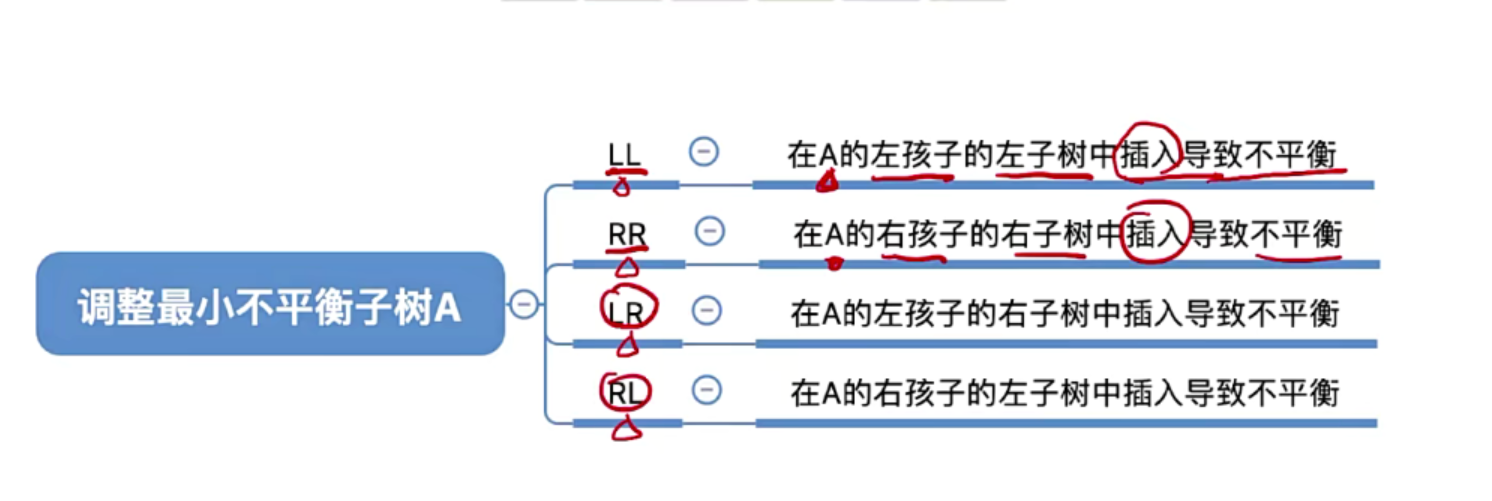 LL 在A的左孩子的左子树中插入导致不平衡
RR 在A的右孩子的右子树中插入导致不平衡
调整最小不平衡子树A
LR 在A的左孩子的右子树中插入导致不平衡
RL 在A的右孩子的左子树中插入导致不平衡